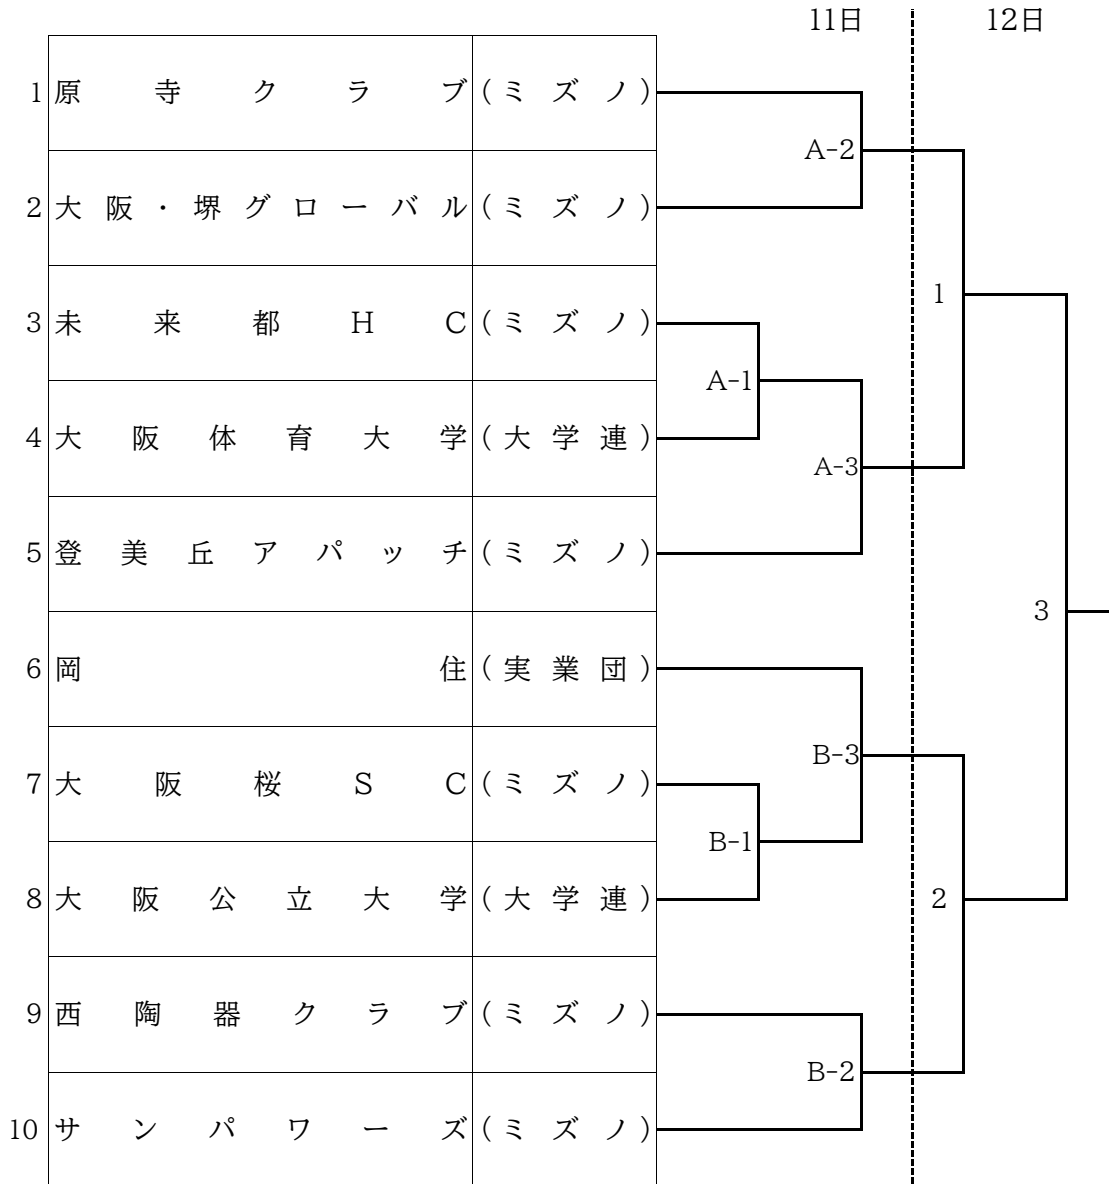 11日 12日
1 原寺クラブ (ミズノ)
A-2
2 大阪・堺グローバル (ミズノ)
1
3 未来都HC (ミズノ)
A-1
4 大阪体育大学 (大学連)
A-3
5 登美丘アパッチ (ミズノ)
3
6 岡住 (実業団)
B-3
7 大阪桜SC (ミズノ)
B-1
8 大阪公立大学 (大学連)
2
9 西陶器クラブ (ミズノ)
B-2
10 サンパワーズ (ミズノ)